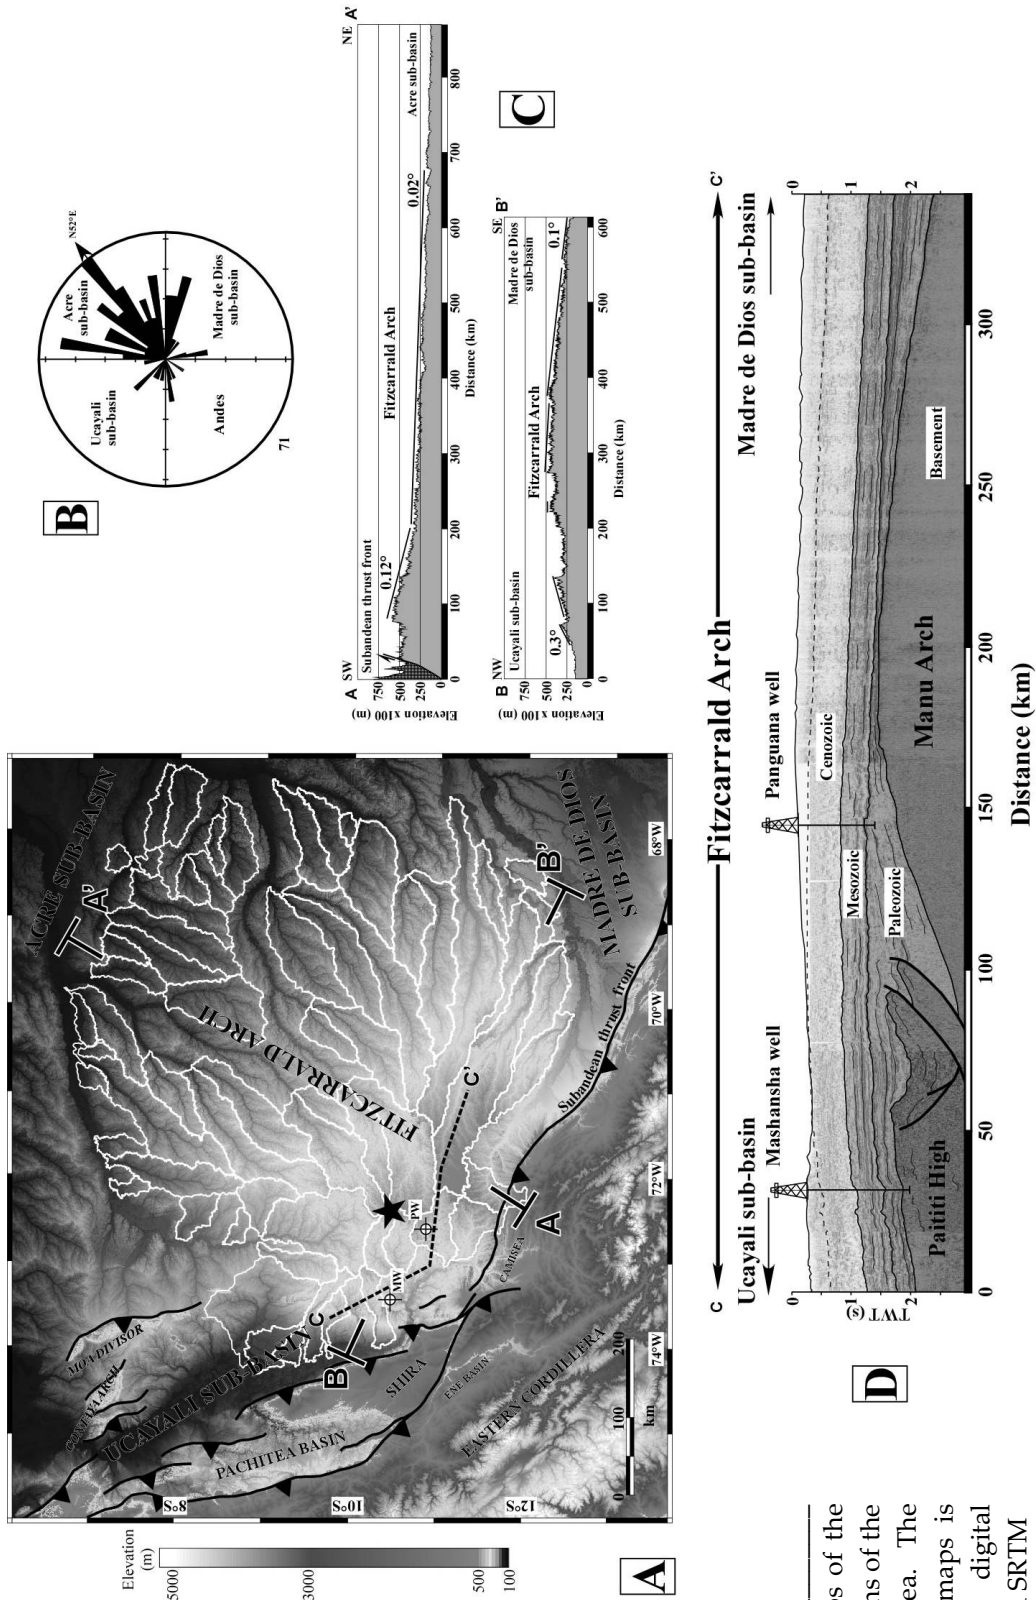 A
Elevation
(m)
5000
3000
500
100
8°S
10°S
12°S
74°W
72°W
70°W
68°W
0
100
200
km
ACRE SUB-BASIN
A'
FITZCARRALD ARCH
MADRE DE DIOS
SUB-BASIN
B'
MOA DIVISOR
CONTAYA ARCH
UCAYALI SUB-BASIN
C
B
MW
PW
C'
Subandean thrust front
A
CAMISEA
SHIRA
ENE BASIN
PACHITEA BASIN
EASTERN CORDILLERA
B
Ucayali
sub-basin
Acre
sub-basin
N52°E
Andes
Madre de Dios
sub-basin
71
C
A
SW
NE
A'
Subandean thrust front
Fitzcarrald Arch
Acre sub-basin
0.12°
0.02°
Elevation x100 (m)
750
500
250
0
0
100
200
300
400
500
600
700
800
Distance (km)
B
NW
SE
B'
Ucayali sub-basin
Fitzcarrald Arch
Madre de Dios
sub-basin
0.3°
0.1°
Elevation x100 (m)
750
500
250
0
0
100
200
300
400
500
600
Distance (km)
D
C
Fitzcarrald Arch
C'
Ucayali sub-basin
Madre de Dios sub-basin
Mashansha well
Panguana well
TWT (s)
0
1
2
0
1
2
Cenozoic
Mesozoic
Paleozoic
Paititi High
Manu Arch
Basement
0
50
100
150
200
250
300
Distance (km)
of the
of the
The
maps is
digital
SRTM